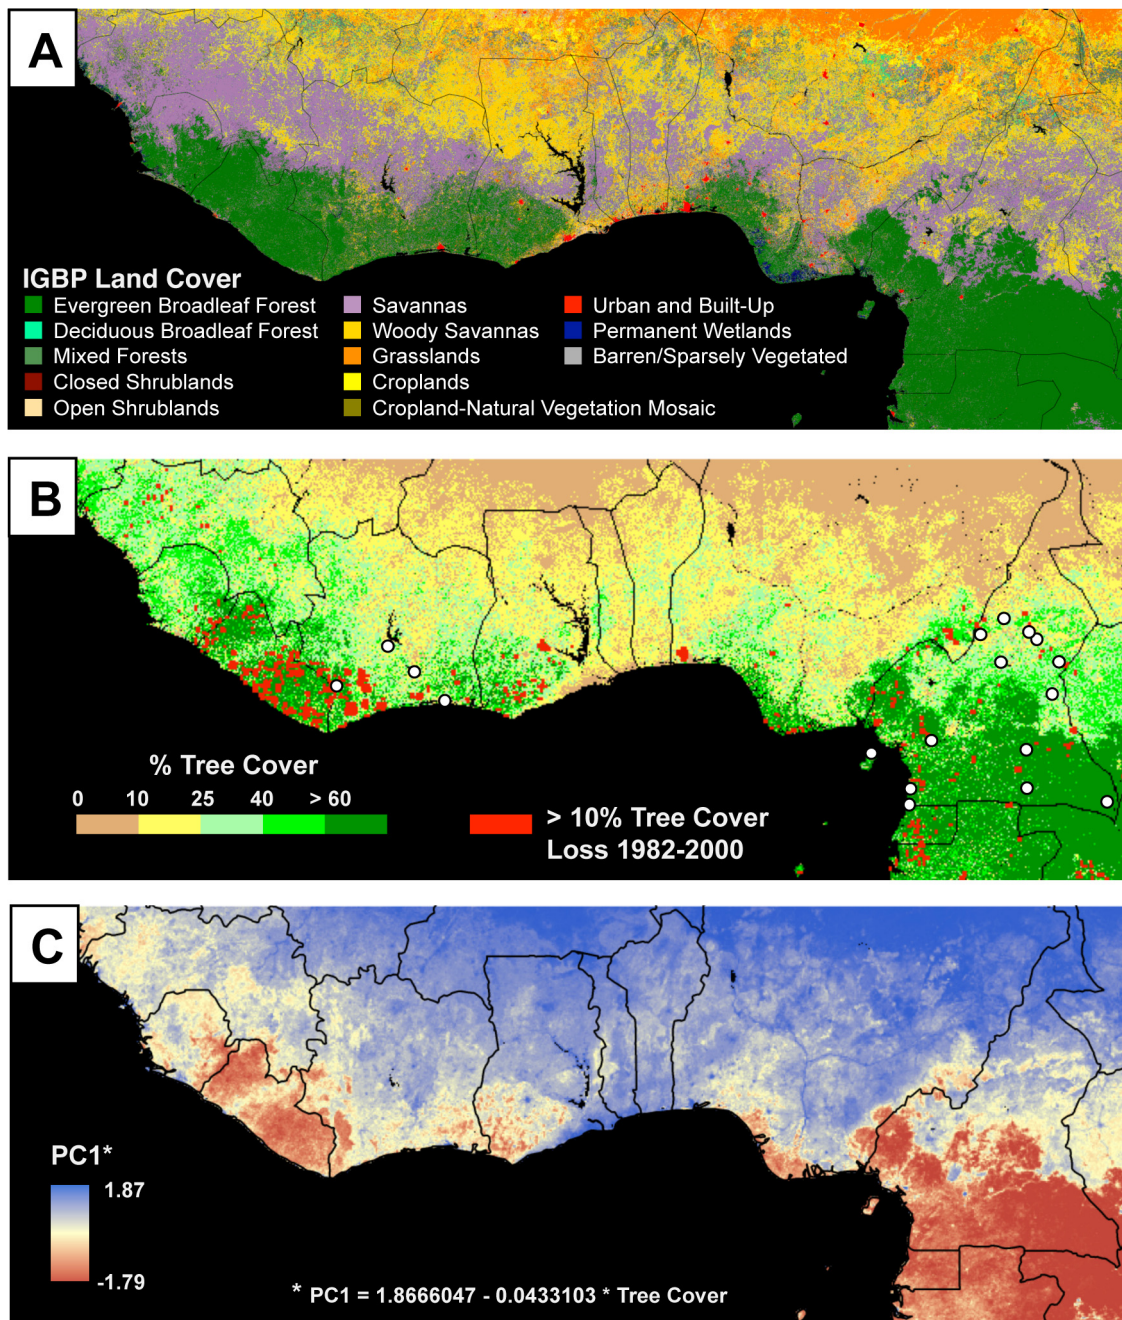 A
IGBP Land Cover
Evergreen Broadleaf Forest
Deciduous Broadleaf Forest
Mixed Forests
Closed Shrublands
Open Shrublands
Savannas
Woody Savannas
Grasslands
Croplands
Cropland-Natural Vegetation Mosaic
Urban and Built-Up
Permanent Wetlands
Barren/Sparsely Vegetated
B
% Tree Cover
0 10 25 40 > 60
> 10% Tree Cover
Loss 1982-2000
C
PC1*
1.87
-1.79
* PC1 = 1.8666047 - 0.0433103 * Tree Cover